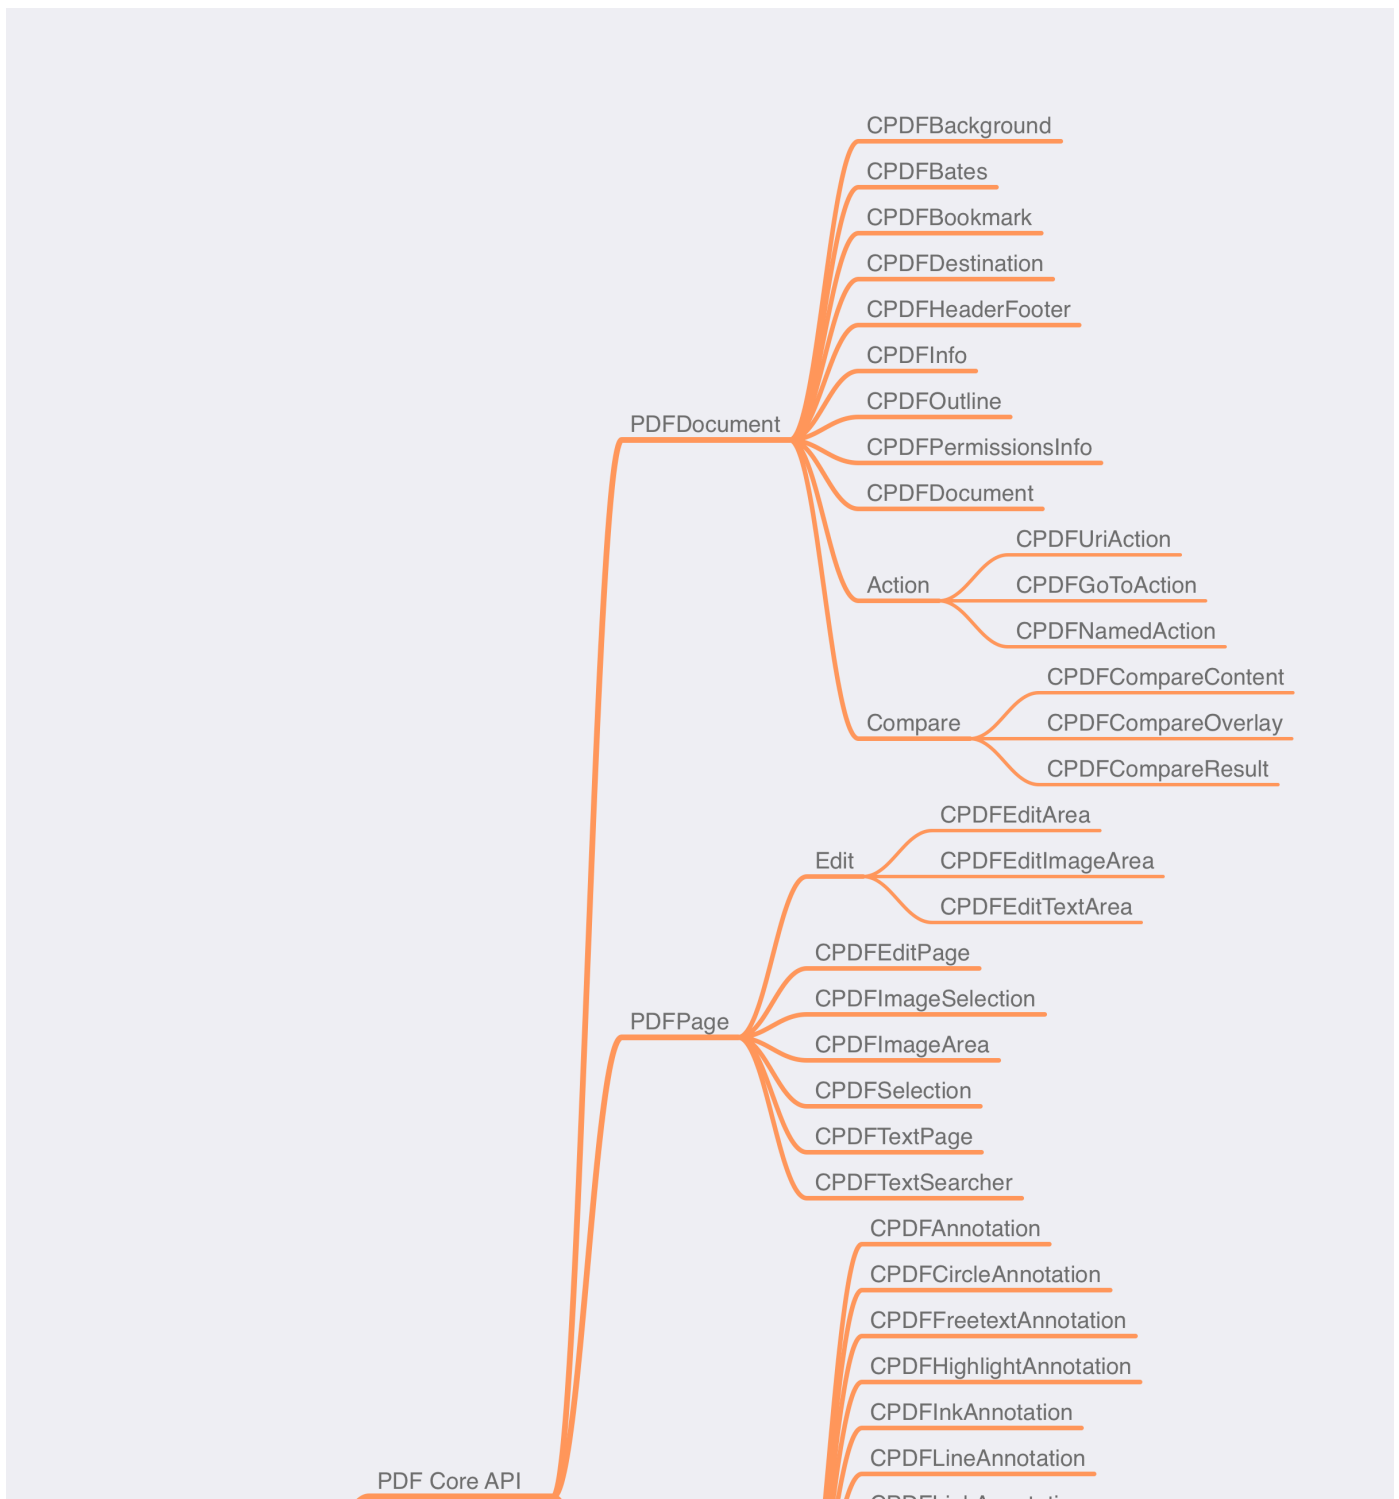 CPDFBackground
CPDFBates
CPDFBookmark
CPDFDestination
CPDFHeaderFooter
CPDFInfo
CPDFOutline
PDFDocument
CPDFPermissionsInfo
CPDFDocument
CPDFUriAction
Action
CPDFGoToAction
CPDFNamedAction
CPDFCompareContent
Compare
CPDFCompareOverlay
CPDFCompareResult
CPDFEditArea
Edit
CPDFEditImageArea
CPDFEditTextArea
CPDFEditPage
CPDFImageSelection
PDFPage
CPDFImageArea
CPDFSelection
CPDFTextPage
CPDFTextSearcher
CPDFAnnotation
CPDFCircleAnnotation
CPDFFreetextAnnotation
CPDFHighlightAnnotation
CPDFInkAnnotation
CPDFLineAnnotation
PDF Core API